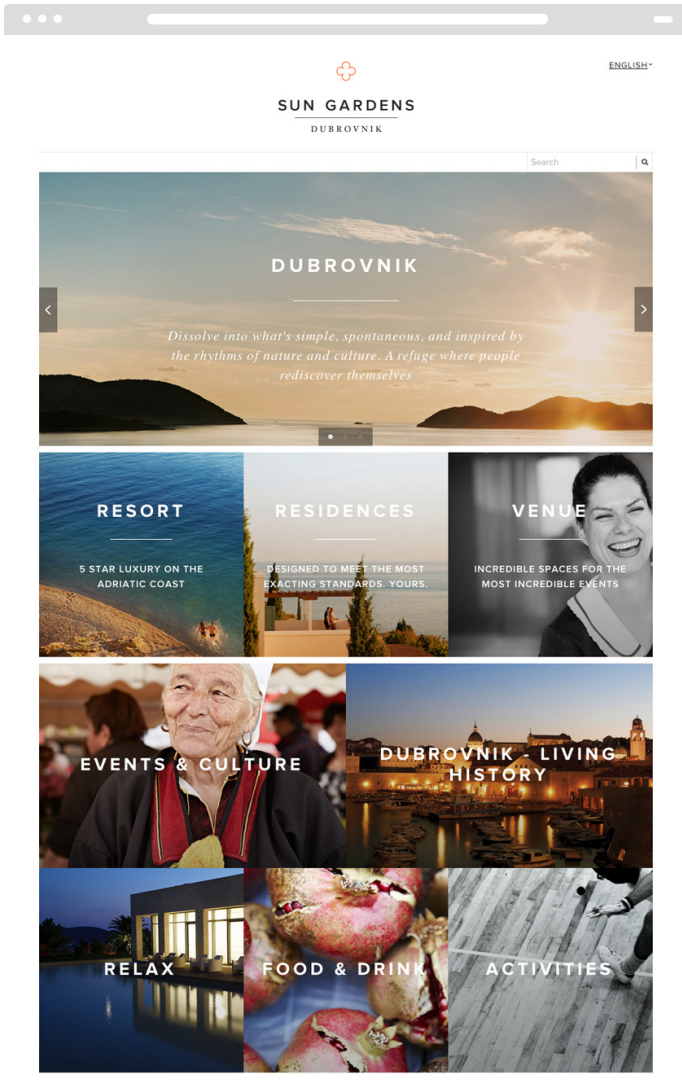 ENGLISH
SUN GARDENS
DUBROVNIK
Search
DUBROVNIK
Dissolve into what's simple, spontaneous, and inspired by
the rhythms of nature and culture. A refuge where people
rediscover themselves
RESORT
5 STAR LUXURY ON THE
ADRIATIC COAST
RESIDENCES
DESIGNED TO MEET THE MOST
EXACTING STANDARDS. YOURS.
VENUE
INCREDIBLE SPACES FOR THE
MOST INCREDIBLE EVENTS
EVENTS & CULTURE
DUBROVNIK - LIVING
HISTORY
RELAX
FOOD & DRINK
ACTIVITIES